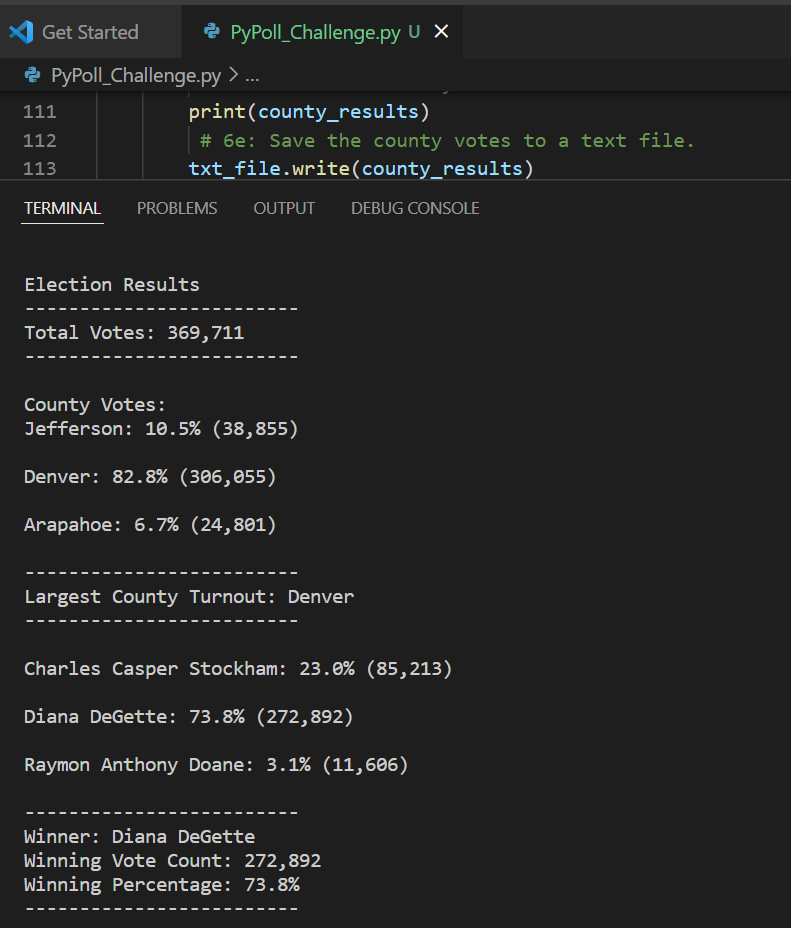 Get Started PyPoll_Challenge.py U
PyPoll_Challenge.py > ...
111 print(county_results)
112 # 6e: Save the county votes to a text file.
113 txt_file.write(county_results)
TERMINAL PROBLEMS OUTPUT DEBUG CONSOLE
Election Results
-------------------------
Total Votes: 369,711
-------------------------
County Votes:
Jefferson: 10.5% (38,855)
Denver: 82.8% (306,055)
Arapahoe: 6.7% (24,801)
-------------------------
Largest County Turnout: Denver
-------------------------
Charles Casper Stockham: 23.0% (85,213)
Diana DeGette: 73.8% (272,892)
Raymon Anthony Doane: 3.1% (11,606)
-------------------------
Winner: Diana DeGette
Winning Vote Count: 272,892
Winning Percentage: 73.8%
-------------------------